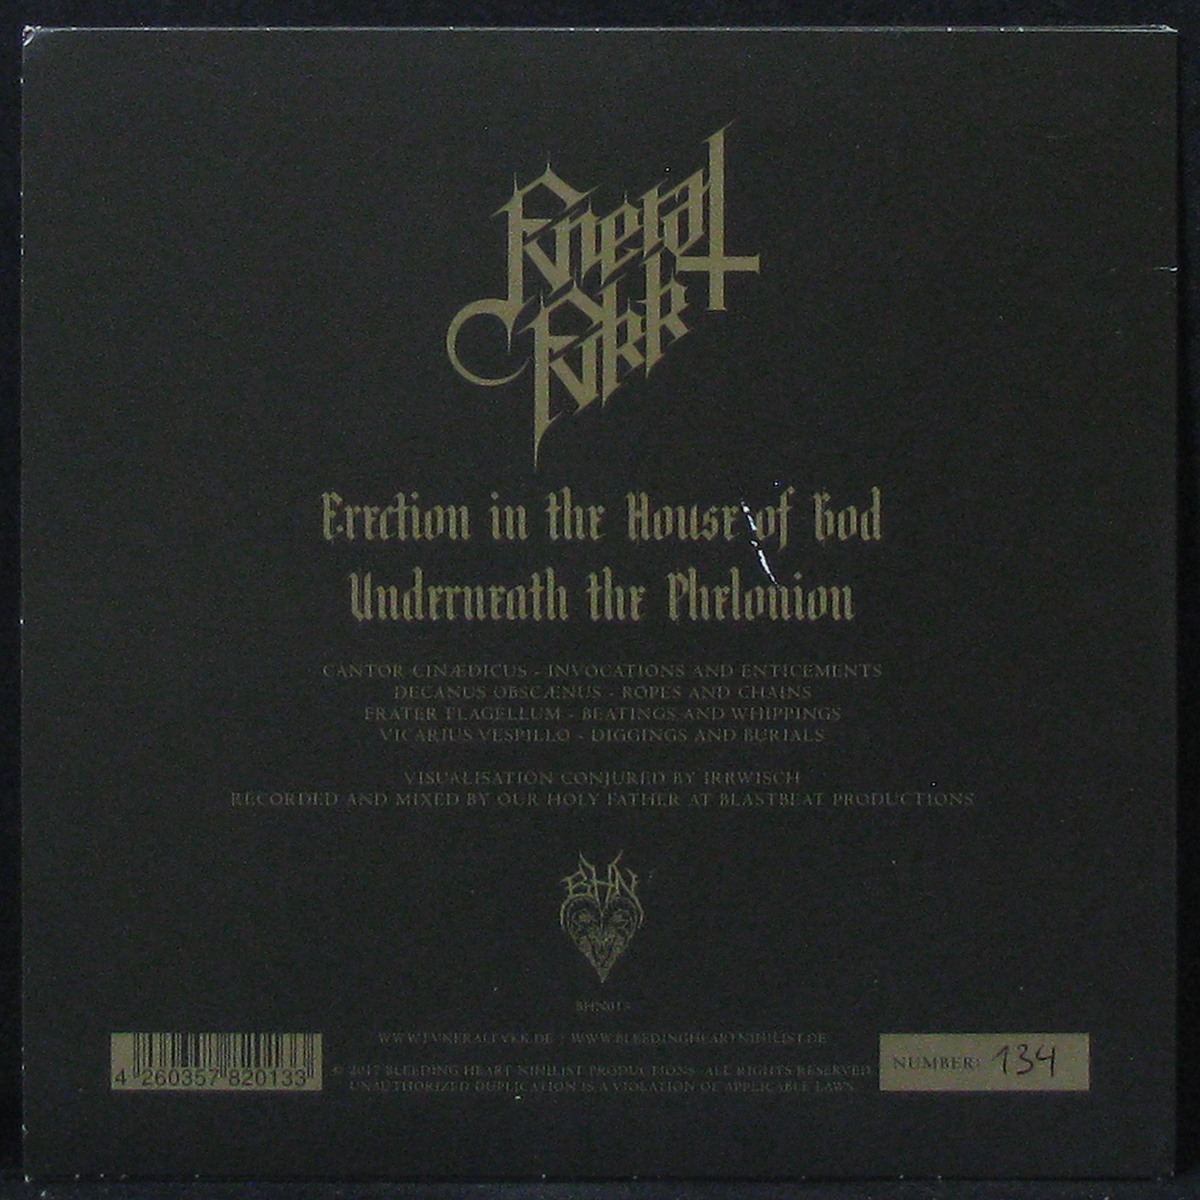 Fvneral
Fvkk
Erection in the House of God
Underneath the Phelonion
CANTOR CINÆDICUS - INVOCATIONS AND ENTICEMENTS
DECANUS OBSCÆNUS - ROPES AND CHAINS
FRATER FLAGELLUM - BEATINGS AND WHIPPINGS
VICARIUS VESPILLO - DIGGINGS AND BURIALS
VISUALISATION CONJURED BY IRRWISCH
RECORDED AND MIXED BY OUR HOLY FATHER AT BLASTBEAT PRODUCTIONS
BHN
WWW.FVNERALFVKK.DE | WWW.BLEEDINGHEARTNIHILIST.DE
© 2017 BLEEDING HEART NIHILIST PRODUCTIONS · ALL RIGHTS RESERVED
UNAUTHORIZED DUPLICATION IS A VIOLATION OF APPLICABLE LAWS
4 260357 820133
NUMBER: 134